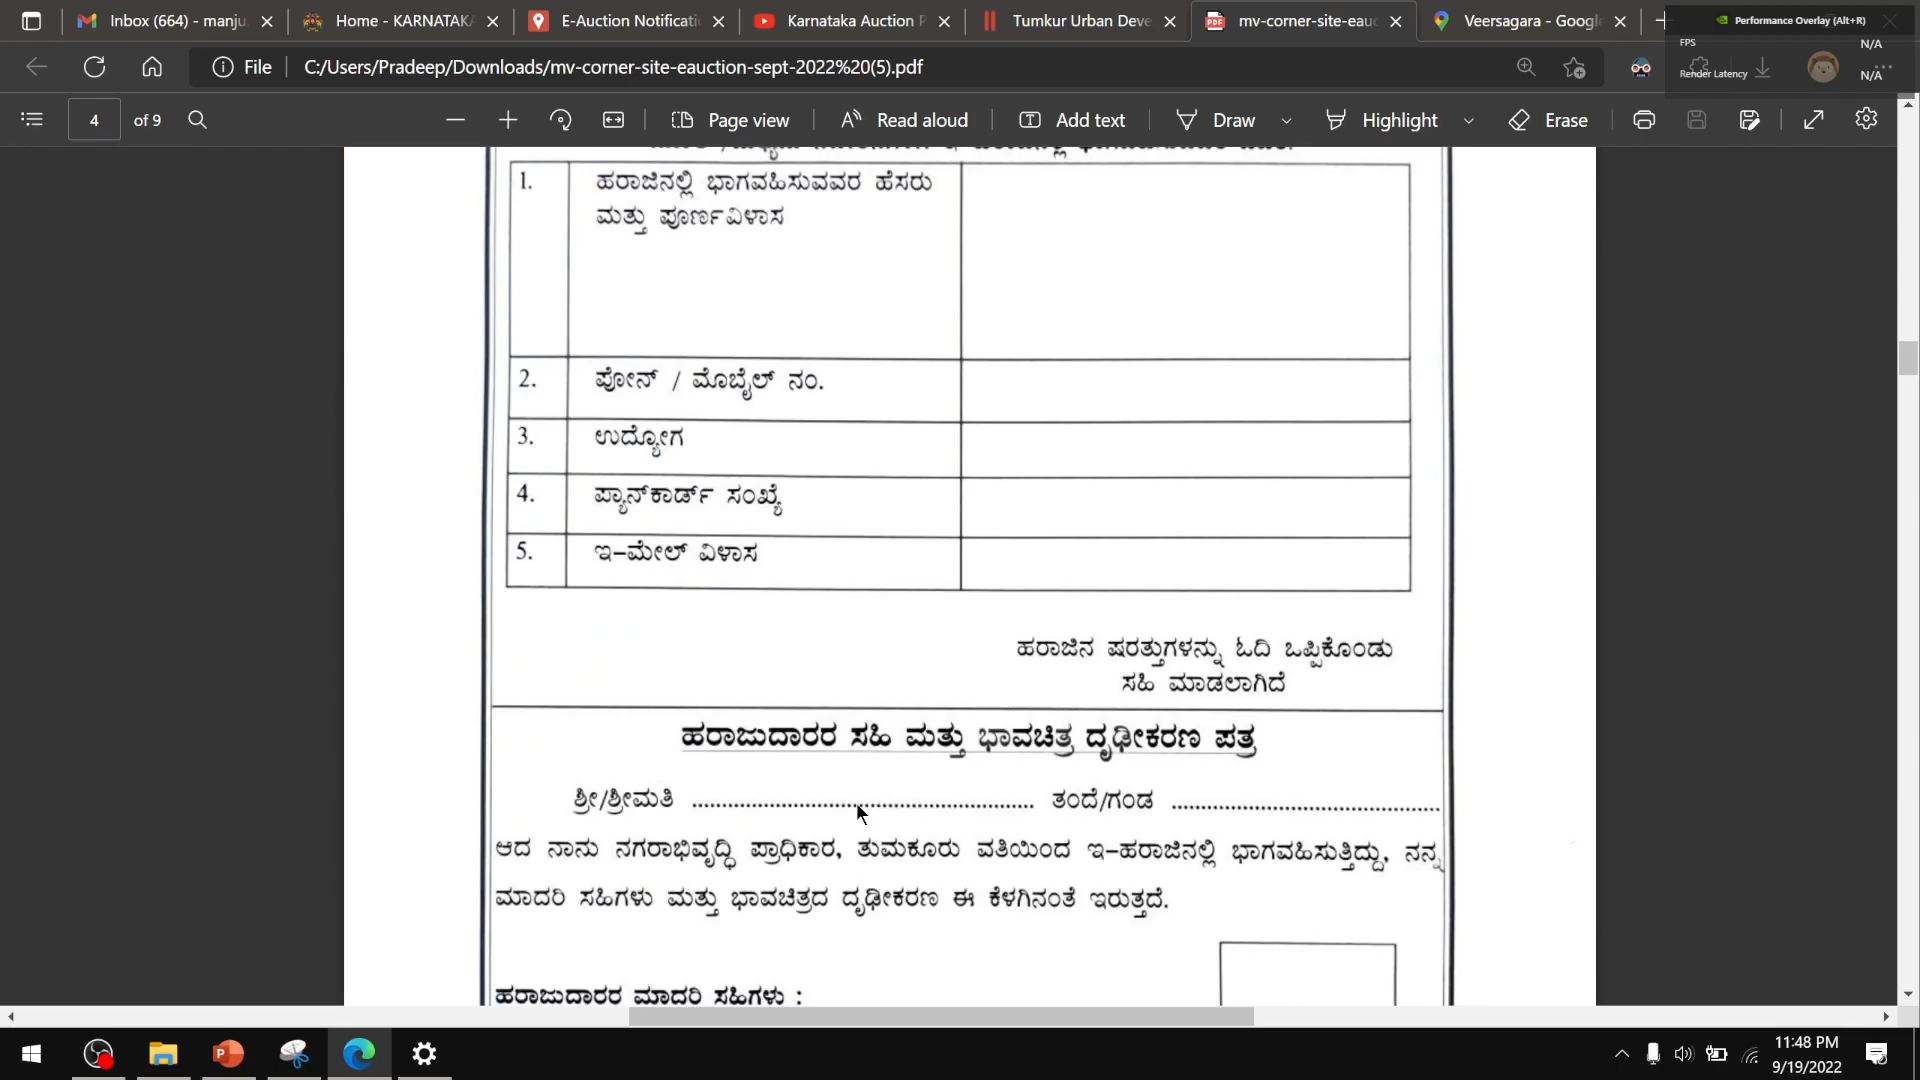 Inbox (664) - manju
Home - KARNATAKA
E-Auction Notificati
Karnataka Auction P
Tumkur Urban Deve
mv-corner-site-eauc
Veersagara - Google
Performance Overlay (Alt+R)
FPS
N/A
Render Latency
N/A
File
C:/Users/Pradeep/Downloads/mv-corner-site-eauction-sept-2022%20(5).pdf
4 of 9
Page view
Read aloud
Add text
Draw
Highlight
Erase
1. ಹರಾಜಿನಲ್ಲಿ ಭಾಗವಹಿಸುವವರ ಹೆಸರು
ಮತ್ತು ಪೂರ್ಣವಿಳಾಸ
2. ಫೋನ್ / ಮೊಬೈಲ್ ನಂ.
3. ಉದ್ಯೋಗ
4. ಪ್ಯಾನ್‌ಕಾರ್ಡ್ ಸಂಖ್ಯೆ
5. ಇ–ಮೇಲ್ ವಿಳಾಸ
ಹರಾಜಿನ ಷರತ್ತುಗಳನ್ನು ಓದಿ ಒಪ್ಪಿಕೊಂಡು
ಸಹಿ ಮಾಡಲಾಗಿದೆ
ಹರಾಜುದಾರರ ಸಹಿ ಮತ್ತು ಭಾವಚಿತ್ರ ದೃಢೀಕರಣ ಪತ್ರ
ಶ್ರೀ/ಶ್ರೀಮತಿ .................................................... ತಂದೆ/ಗಂಡ ..........................................
ಆದ ನಾನು ನಗರಾಭಿವೃದ್ಧಿ ಪ್ರಾಧಿಕಾರ, ತುಮಕೂರು ವತಿಯಿಂದ ಇ–ಹರಾಜಿನಲ್ಲಿ ಭಾಗವಹಿಸುತ್ತಿದ್ದು, ನನ್ನ
ಮಾದರಿ ಸಹಿಗಳು ಮತ್ತು ಭಾವಚಿತ್ರದ ದೃಢೀಕರಣ ಈ ಕೆಳಗಿನಂತೆ ಇರುತ್ತದೆ.
ಹರಾಜುದಾರರ ಮಾದರಿ ಸಹಿಗಳು :
11:48 PM
9/19/2022